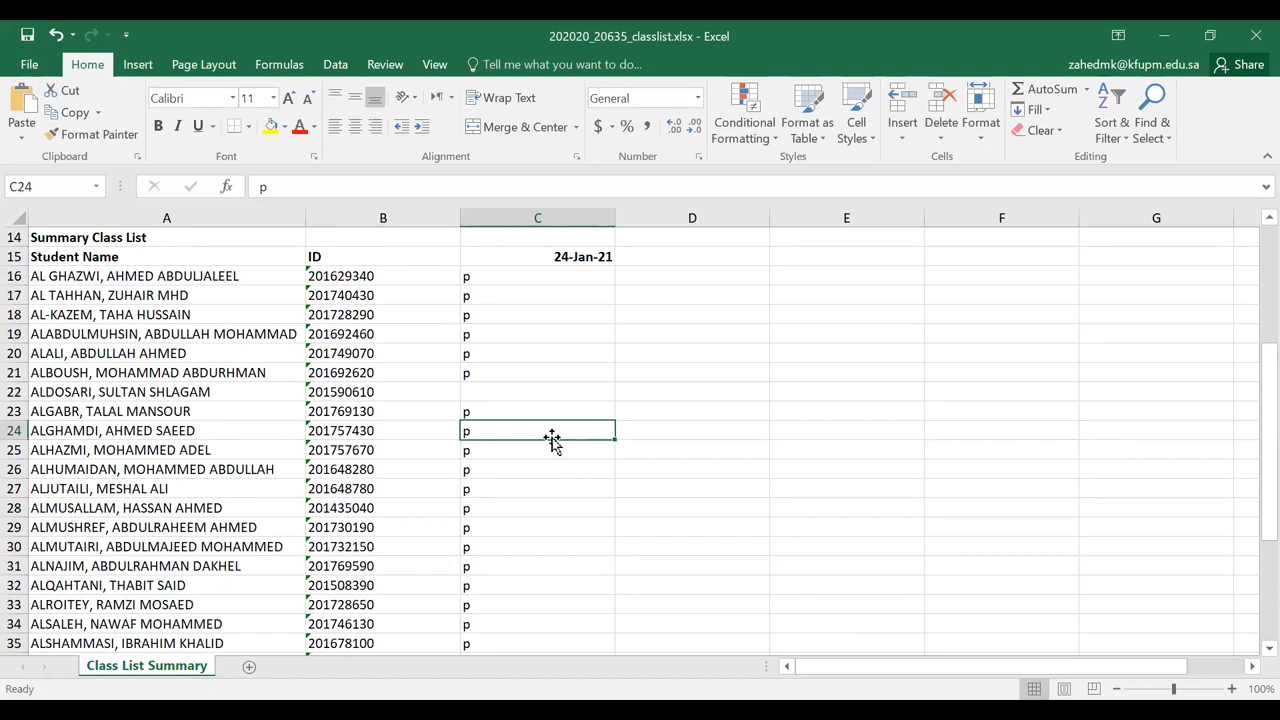 202020_20635_classlist.xlsx - Excel
File Home Insert Page Layout Formulas Data Review View Tell me what you want to do... zahedmk@kfupm.edu.sa Share
Paste Cut Copy Format Painter Clipboard
Calibri 11 A A B I U A Font
Wrap Text Merge & Center Alignment
General $ % , Number
Conditional Formatting Format as Table Cell Styles Styles
Insert Delete Format Cells
AutoSum Fill Clear Sort & Filter Find & Select Editing
C24 fx p
A B C D E F G
14 Summary Class List
15 Student Name ID 24-Jan-21
16 AL GHAZWI, AHMED ABDULJALEEL 201629340 p
17 AL TAHHAN, ZUHAIR MHD 201740430 p
18 AL-KAZEM, TAHA HUSSAIN 201728290 p
19 ALABDULMUHSIN, ABDULLAH MOHAMMAD 201692460 p
20 ALALI, ABDULLAH AHMED 201749070 p
21 ALBOUSH, MOHAMMAD ABDURHMAN 201692620 p
22 ALDOSARI, SULTAN SHLAGAM 201590610
23 ALGABR, TALAL MANSOUR 201769130 p
24 ALGHAMDI, AHMED SAEED 201757430 p
25 ALHAZMI, MOHAMMED ADEL 201757670 p
26 ALHUMAIDAN, MOHAMMED ABDULLAH 201648280 p
27 ALJUTAILI, MESHAL ALI 201648780 p
28 ALMUSALLAM, HASSAN AHMED 201435040 p
29 ALMUSHREF, ABDULRAHEEM AHMED 201730190 p
30 ALMUTAIRI, ABDULMAJEED MOHAMMED 201732150 p
31 ALNAJIM, ABDULRAHMAN DAKHEL 201769590 p
32 ALQAHTANI, THABIT SAID 201508390 p
33 ALROITEY, RAMZI MOSAED 201728650 p
34 ALSALEH, NAWAF MOHAMMED 201746130 p
35 ALSHAMMASI, IBRAHIM KHALID 201678100 p
Class List Summary
Ready 100%